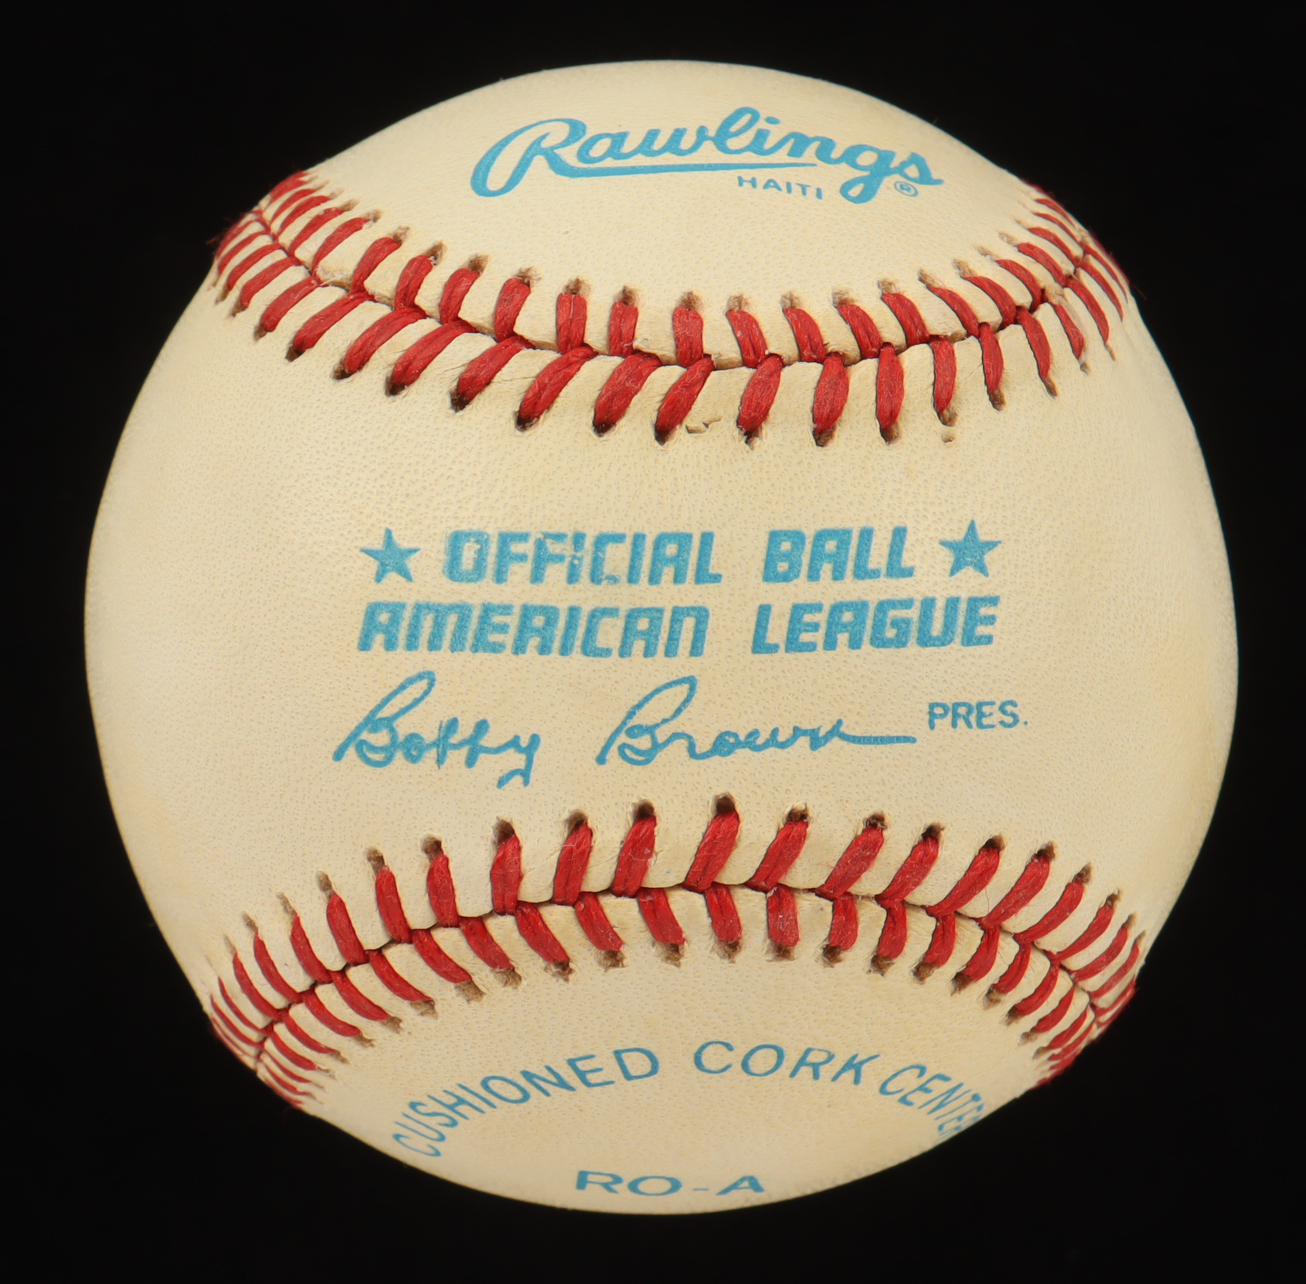 Rawlings®
HAITI
★ OFFICIAL BALL ★
AMERICAN LEAGUE
Bobby Brown PRES.
CUSHIONED CORK CENTER
RO-A